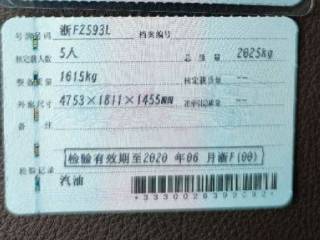 号牌号码 浙FZ593L 档案编号
核定载人数 5人 总质量 2025kg
整备质量 1615kg 核定载质量 --
外廓尺寸 4753×1811×1455mm 准牵引总质量 --
备注
检验有效期至2020 年06 月浙F(00)
检验记录
汽油